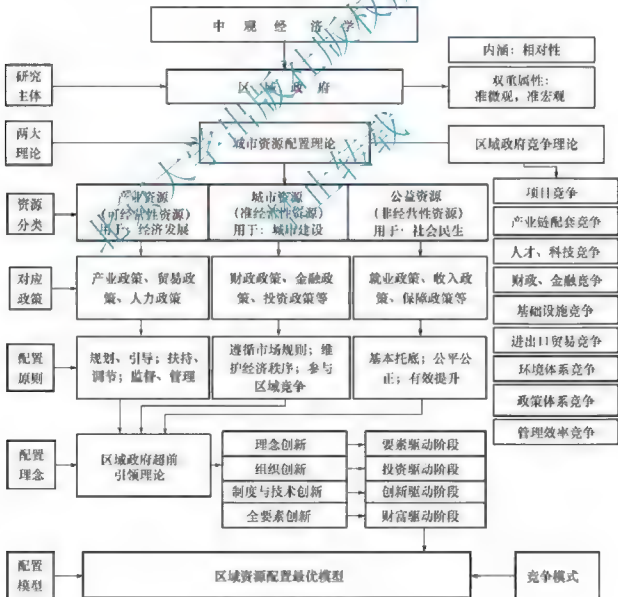 中观经济学
内涵：相对性
研究
主体
区域政府
双重属性：
准微观，准宏观
两大
理论
城市资源配置理论
区域政府竞争理论
资源
分类
产业资源
（可经营性资源）
用于：经济发展
城市资源
（准经营性资源）
用于：城市建设
公益资源
（非经营性资源）
用于：社会民生
项目竞争
产业链配套竞争
人才、科技竞争
财政、金融竞争
基础设施竞争
进出口贸易竞争
环境体系竞争
政策体系竞争
管理效率竞争
对应
政策
产业政策、贸易政
策、人力政策
财政政策、金融政
策、投资政策等
就业政策、收入政
策、保障政策等
配置
原则
规划、引导；扶持、
调节；监督、管理
遵循市场规则；维
护经济秩序；参与
区域竞争
基本托底；公平公
正；有效提升
配置
理念
区域政府超前
引领理论
理念创新
要素驱动阶段
组织创新
投资驱动阶段
制度与技术创新
创新驱动阶段
全要素创新
财富驱动阶段
配置
模型
区域资源配置最优模型
竞争模式